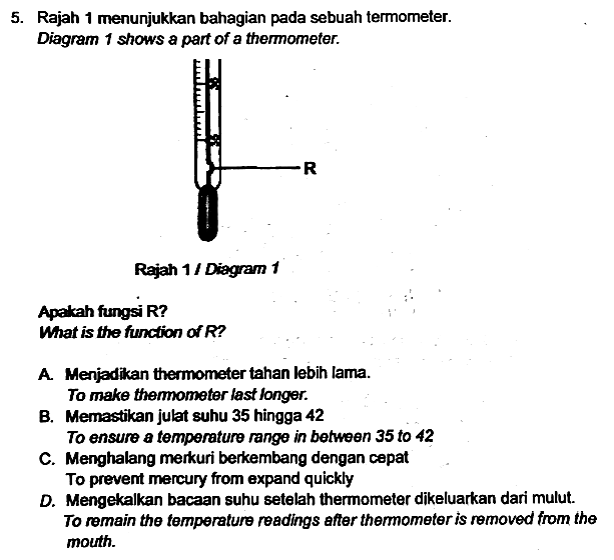 5. Rajah 1 menunjukkan bahagian pada sebuah termometer.
Diagram 1 shows a part of a thermometer.
36
35
R
Rajah 1 / Diagram 1
Apakah fungsi R?
What is the function of R?
A. Menjadikan thermometer tahan lebih lama.
To make thermometer last longer.
B. Memastikan julat suhu 35 hingga 42
To ensure a temperature range in between 35 to 42
C. Menghalang merkuri berkembang dengan cepat
To prevent mercury from expand quickly
D. Mengekalkan bacaan suhu setelah thermometer dikeluarkan dari mulut.
To remain the temperature readings after thermometer is removed from the
mouth.